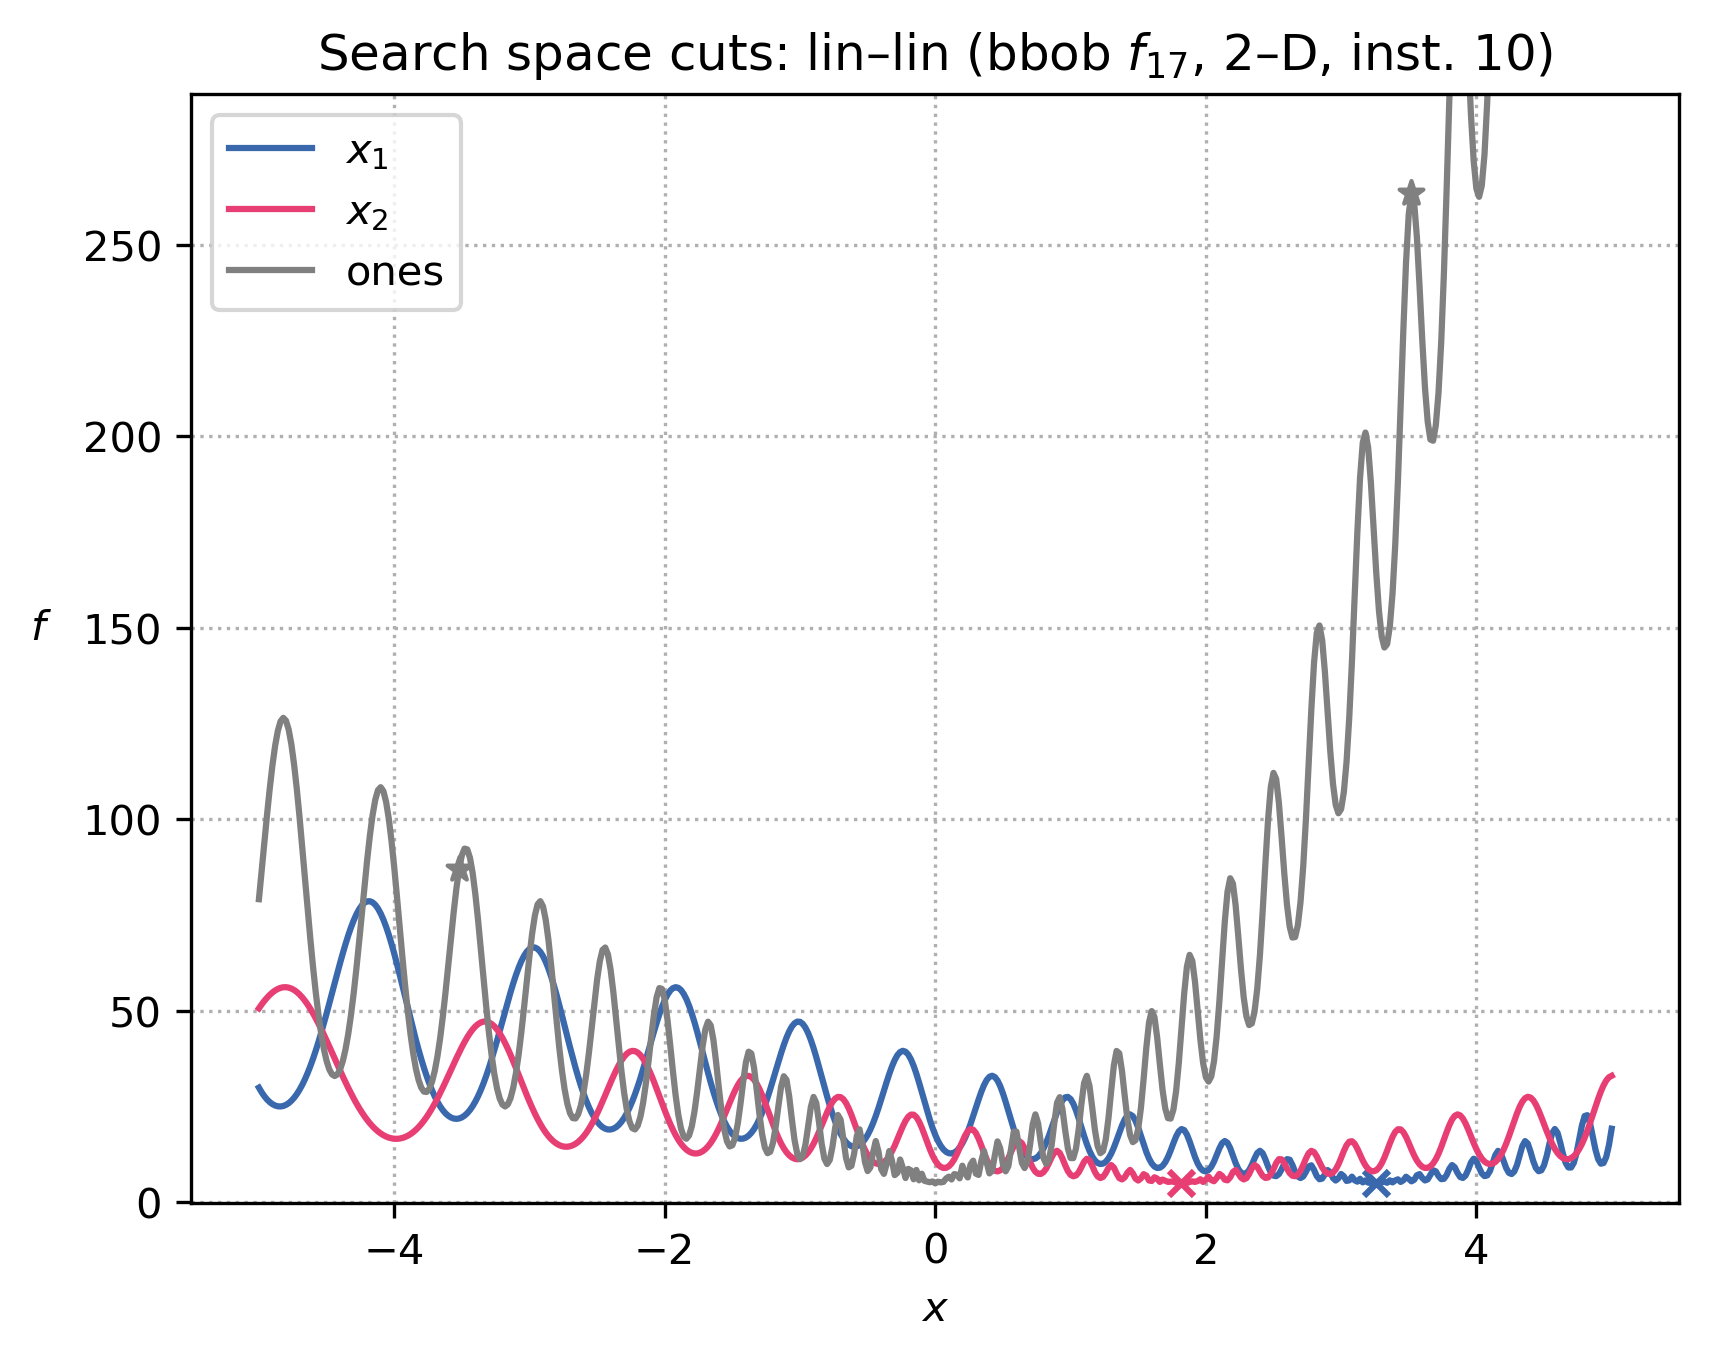 Search space cuts: lin–lin (bbob f₁₇, 2–D, inst. 10)
x₁
x₂
ones
250
200
150
100
50
0
f
−4 −2 0 2 4
x